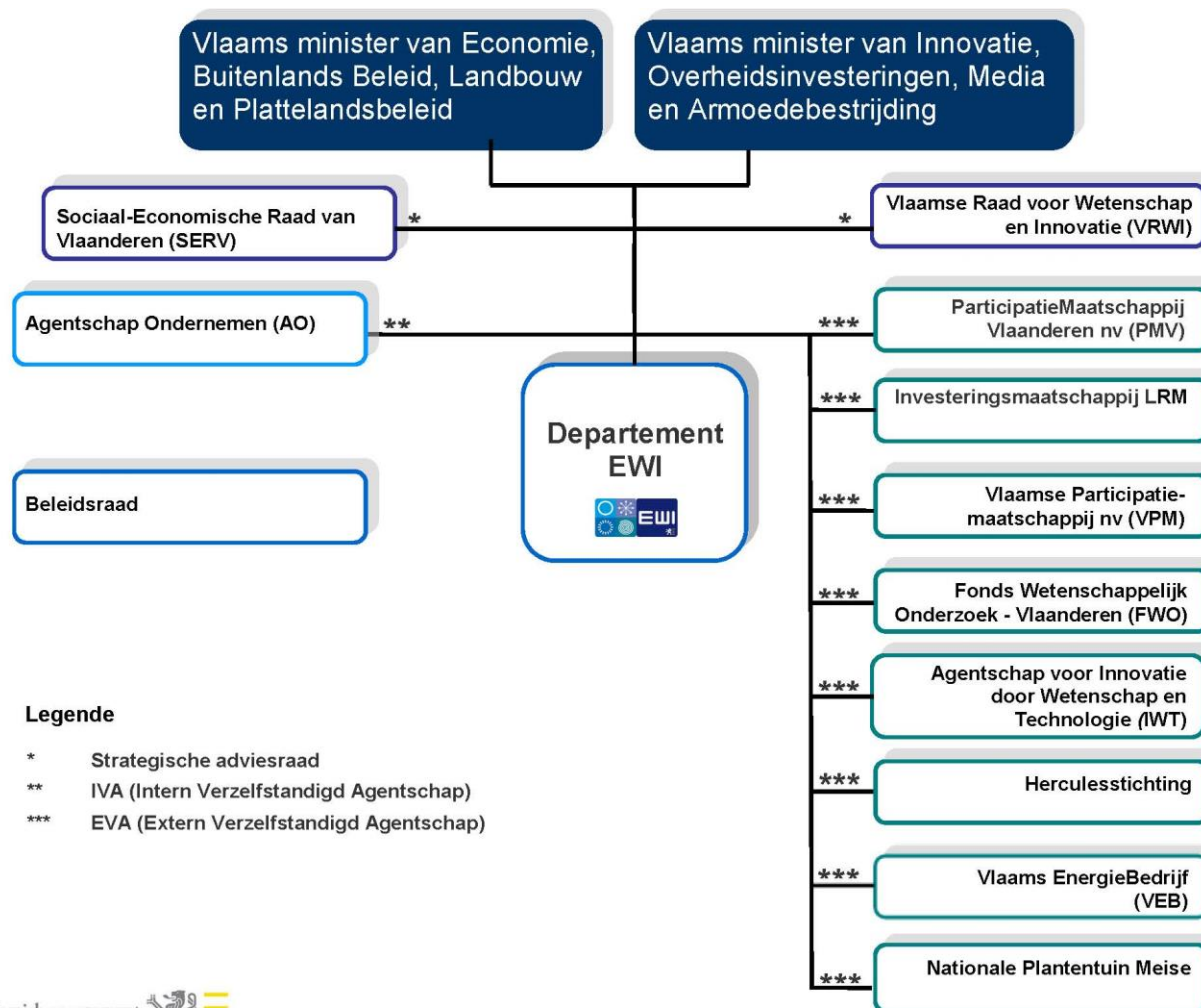 Vlaams minister van Economie,
Buitenlands Beleid, Landbouw
en Plattelandsbeleid
Vlaams minister van Innovatie,
Overheidsinvesteringen, Media
en Armoedebestrijding
Sociaal-Economische Raad van
Vlaanderen (SERV)
*
*
Vlaamse Raad voor Wetenschap
en Innovatie (VRWI)
Agentschap Ondernemen (AO)
**
***
ParticipatieMaatschappij
Vlaanderen nv (PMV)
***
Investeringsmaatschappij LRM
Departement
EWI
EWI
Beleidsraad
***
Vlaamse Participatie-
maatschappij nv (VPM)
***
Fonds Wetenschappelijk
Onderzoek - Vlaanderen (FWO)
***
Agentschap voor Innovatie
door Wetenschap en
Technologie (IWT)
***
Herculesstichting
***
Vlaams EnergieBedrijf
(VEB)
***
Nationale Plantentuin Meise
Legende
* Strategische adviesraad
** IVA (Intern Verzelfstandigd Agentschap)
*** EVA (Extern Verzelfstandigd Agentschap)